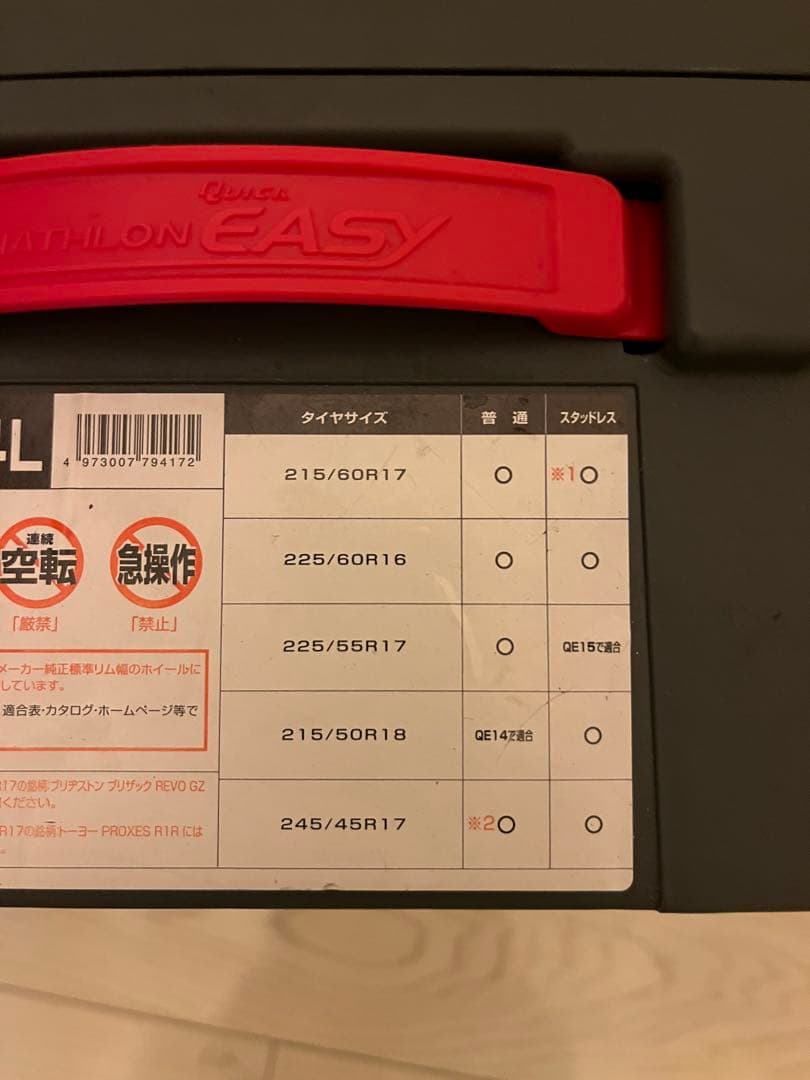 QUICK
IATHLON EASY
-L
4 973007 794172
タイヤサイズ 普通 スタッドレス
215/60R17 ○ ※1○
225/60R16 ○ ○
225/55R17 ○ QE15で適合
215/50R18 QE14で適合 ○
245/45R17 ※2○ ○
連続
空転
「厳禁」
急操作
「禁止」
メーカー純正標準リム幅のホイールに
しています。
適合表・カタログ・ホームページ等で
R17の銘柄:ブリヂストン ブリザック REVO GZ
ください。
R17の銘柄:トーヨー PROXES R1R には
。